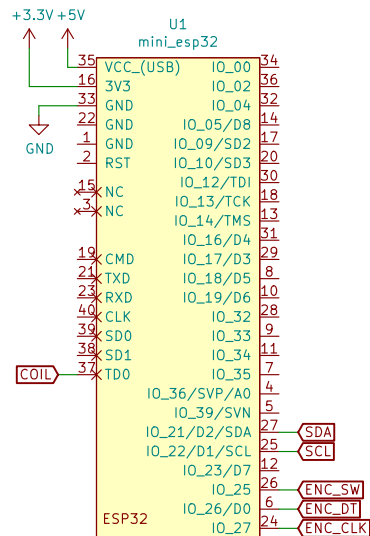 +3.3V +5V
U1
mini_esp32
35 VCC_(USB) IO_00 34
16 3V3 IO_02 36
33 GND IO_04 32
22 GND IO_05/D8 14
GND
1 GND IO_09/SD2 17
2 RST IO_10/SD3 20
IO_12/TDI 30
15 NC
IO_13/TCK 18
3 NC
IO_14/TMS 13
IO_16/D4 31
19 CMD IO_17/D3 29
21 TXD IO_18/D5 8
23 RXD IO_19/D6 10
40 CLK IO_32 28
39 SD0 IO_33 9
38 SD1 IO_34 11
COIL 37 TDO IO_35 7
IO_36/SVP/A0 4
IO_39/SVN 5
IO_21/D2/SDA 27 SDA
IO_22/D1/SCL 25 SCL
IO_23/D7 12
IO_25 26 ENC_SW
IO_26/D0 6 ENC_DT
ESP32
IO_27 24 ENC_CLK